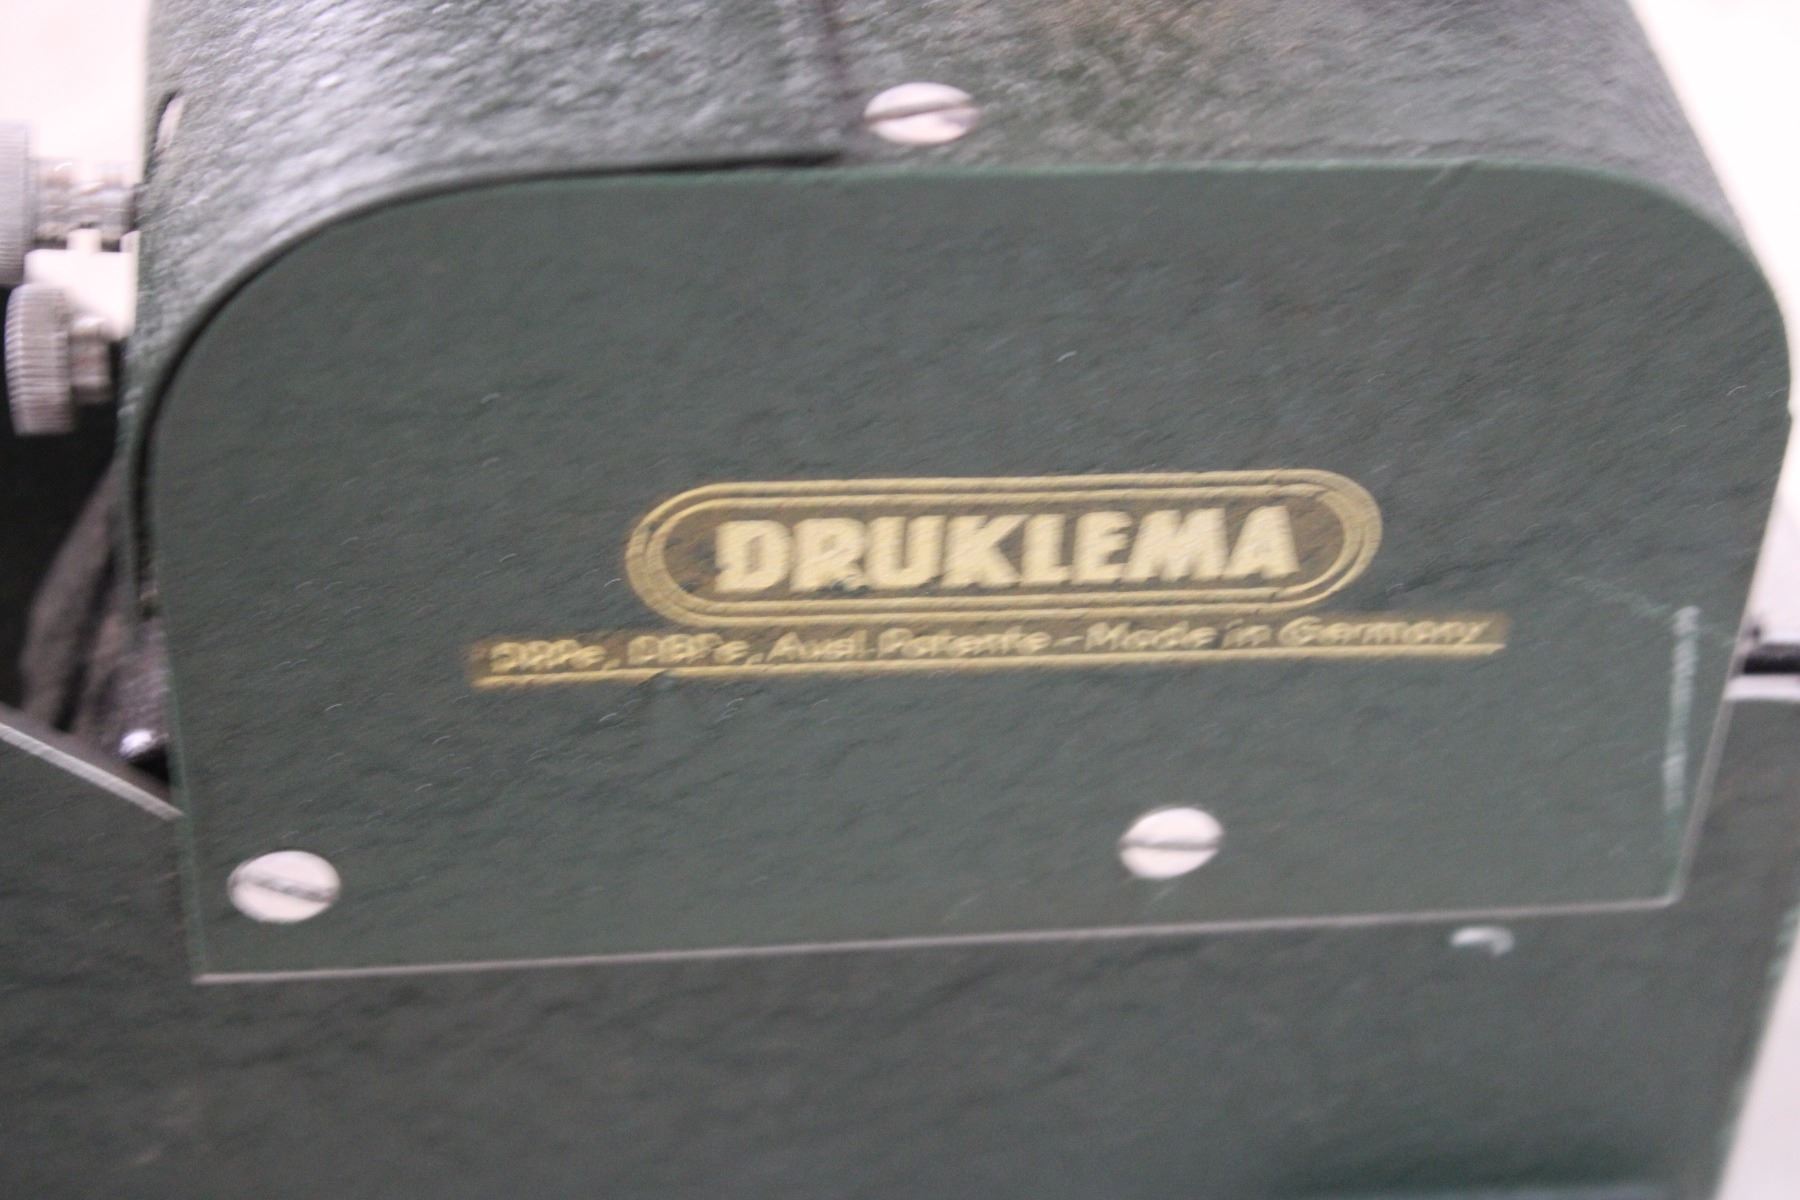 DRUKLEMA
DRPe, DBPe, Ausl. Patente - Made in Germany